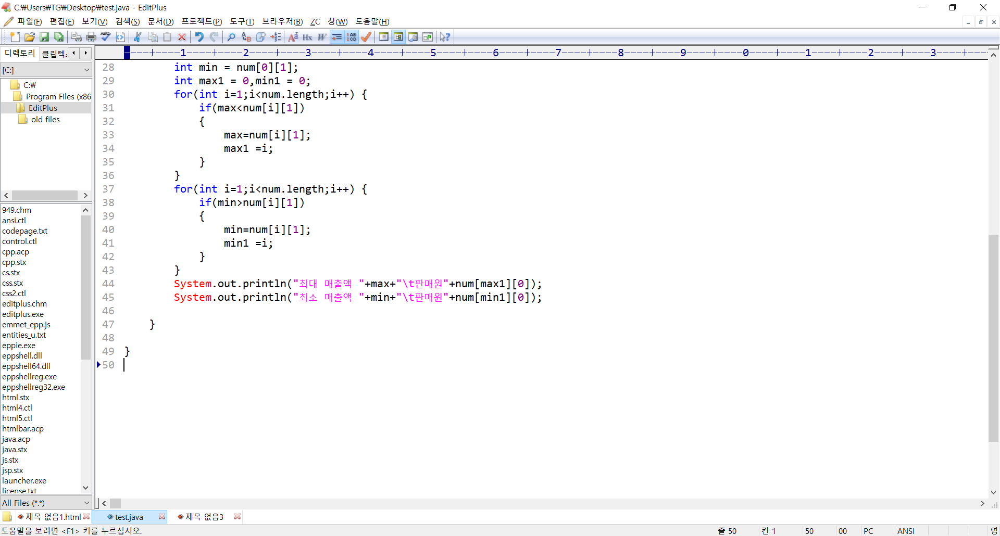 C:₩Users₩TG₩Desktop₩test.java - EditPlus
파일(F) 편집(E) 보기(V) 검색(S) 문서(D) 프로젝트(P) 도구(T) 브라우저(B) ZC 창(W) 도움말(H)
디렉토리 클립텍
[C:]
C:₩
Program Files (x86
EditPlus
old files
949.chm
ansi.ctl
codepage.txt
control.ctl
cpp.acp
cpp.stx
cs.stx
css.stx
css2.ctl
editplus.chm
editplus.exe
emmet_epp.js
entities_u.txt
eppie.exe
eppshell.dll
eppshell64.dll
eppshellreg.exe
eppshellreg32.exe
html.stx
html4.ctl
html5.ctl
htmlbar.acp
java.acp
java.stx
js.stx
jsp.stx
launcher.exe
license.txt
All Files (*.*)
----+----1----+----2----+----3----+----4----+----5----+----6----+----7----+----8----+----9----+----0----+----1----+----2----+----3----+---
28 int min = num[0][1];
29 int max1 = 0,min1 = 0;
30 for(int i=1;i<num.length;i++) {
31 if(max<num[i][1])
32 {
33 max=num[i][1];
34 max1 =i;
35 }
36 }
37 for(int i=1;i<num.length;i++) {
38 if(min>num[i][1])
39 {
40 min=num[i][1];
41 min1 =i;
42 }
43 }
44 System.out.println("최대 매출액 "+max+"\t판매원"+num[max1][0]);
45 System.out.println("최소 매출액 "+min+"\t판매원"+num[min1][0]);
46
47 }
48
49 }
50
제목 없음1.html test.java 제목 없음3
도움말을 보려면 <F1> 키를 누르십시오. 줄 50 칸 1 50 00 PC ANSI 영